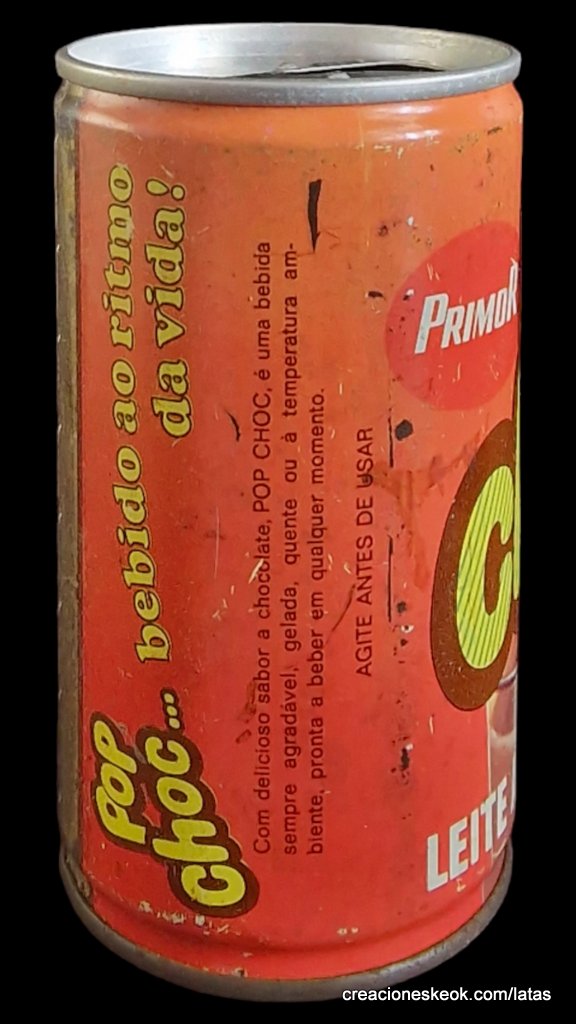 POP
choc...
bebido ao ritmo
da vida!
Com delicioso sabor a chocolate, POP CHOC, é uma bebida
sempre agradável, gelada, quente ou à temperatura am-
biente, pronta a beber em qualquer momento.
AGITE ANTES DE USAR
PRIMOR
C
LEITE
creacioneskeok.com/latas